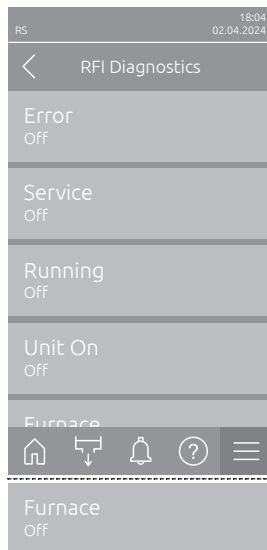 18:04
RS 02.04.2024
RFI Diagnostics
Error
Off
Service
Off
Running
Off
Unit On
Off
Furnace
?
Furnace
Off